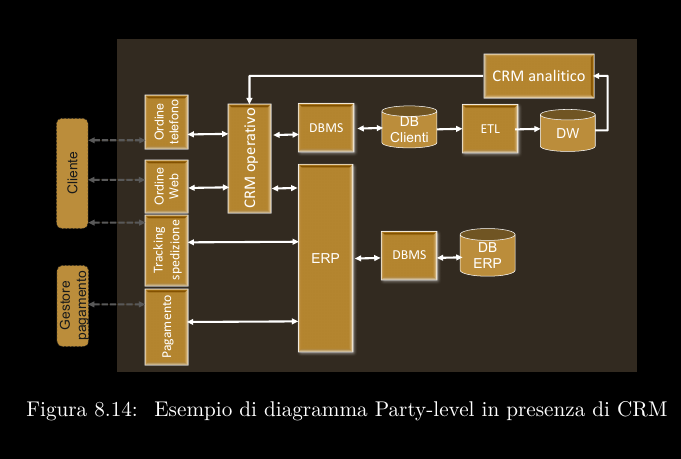 CRM analitico
Ordine
telefono
CRM operativo
DBMS
DB
Clienti
ETL
DW
Cliente
Ordine
Web
Tracking
spedizione
ERP
DBMS
DB
ERP
Gestore
pagamento
Pagamento
Figura 8.14: Esempio di diagramma Party-level in presenza di CRM